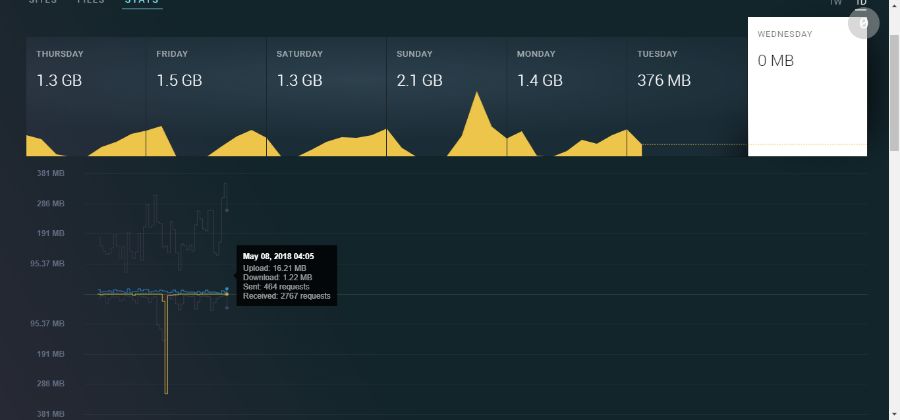 SITES FILES STATS
1W 1D
0
THURSDAY
1.3 GB
FRIDAY
1.5 GB
SATURDAY
1.3 GB
SUNDAY
2.1 GB
MONDAY
1.4 GB
TUESDAY
376 MB
WEDNESDAY
0 MB
381 MB
286 MB
191 MB
95.37 MB
May 08, 2018 04:05
Upload: 16.21 MB
Download: 1.22 MB
Sent: 464 requests
Received: 2767 requests
95.37 MB
191 MB
286 MB
381 MB